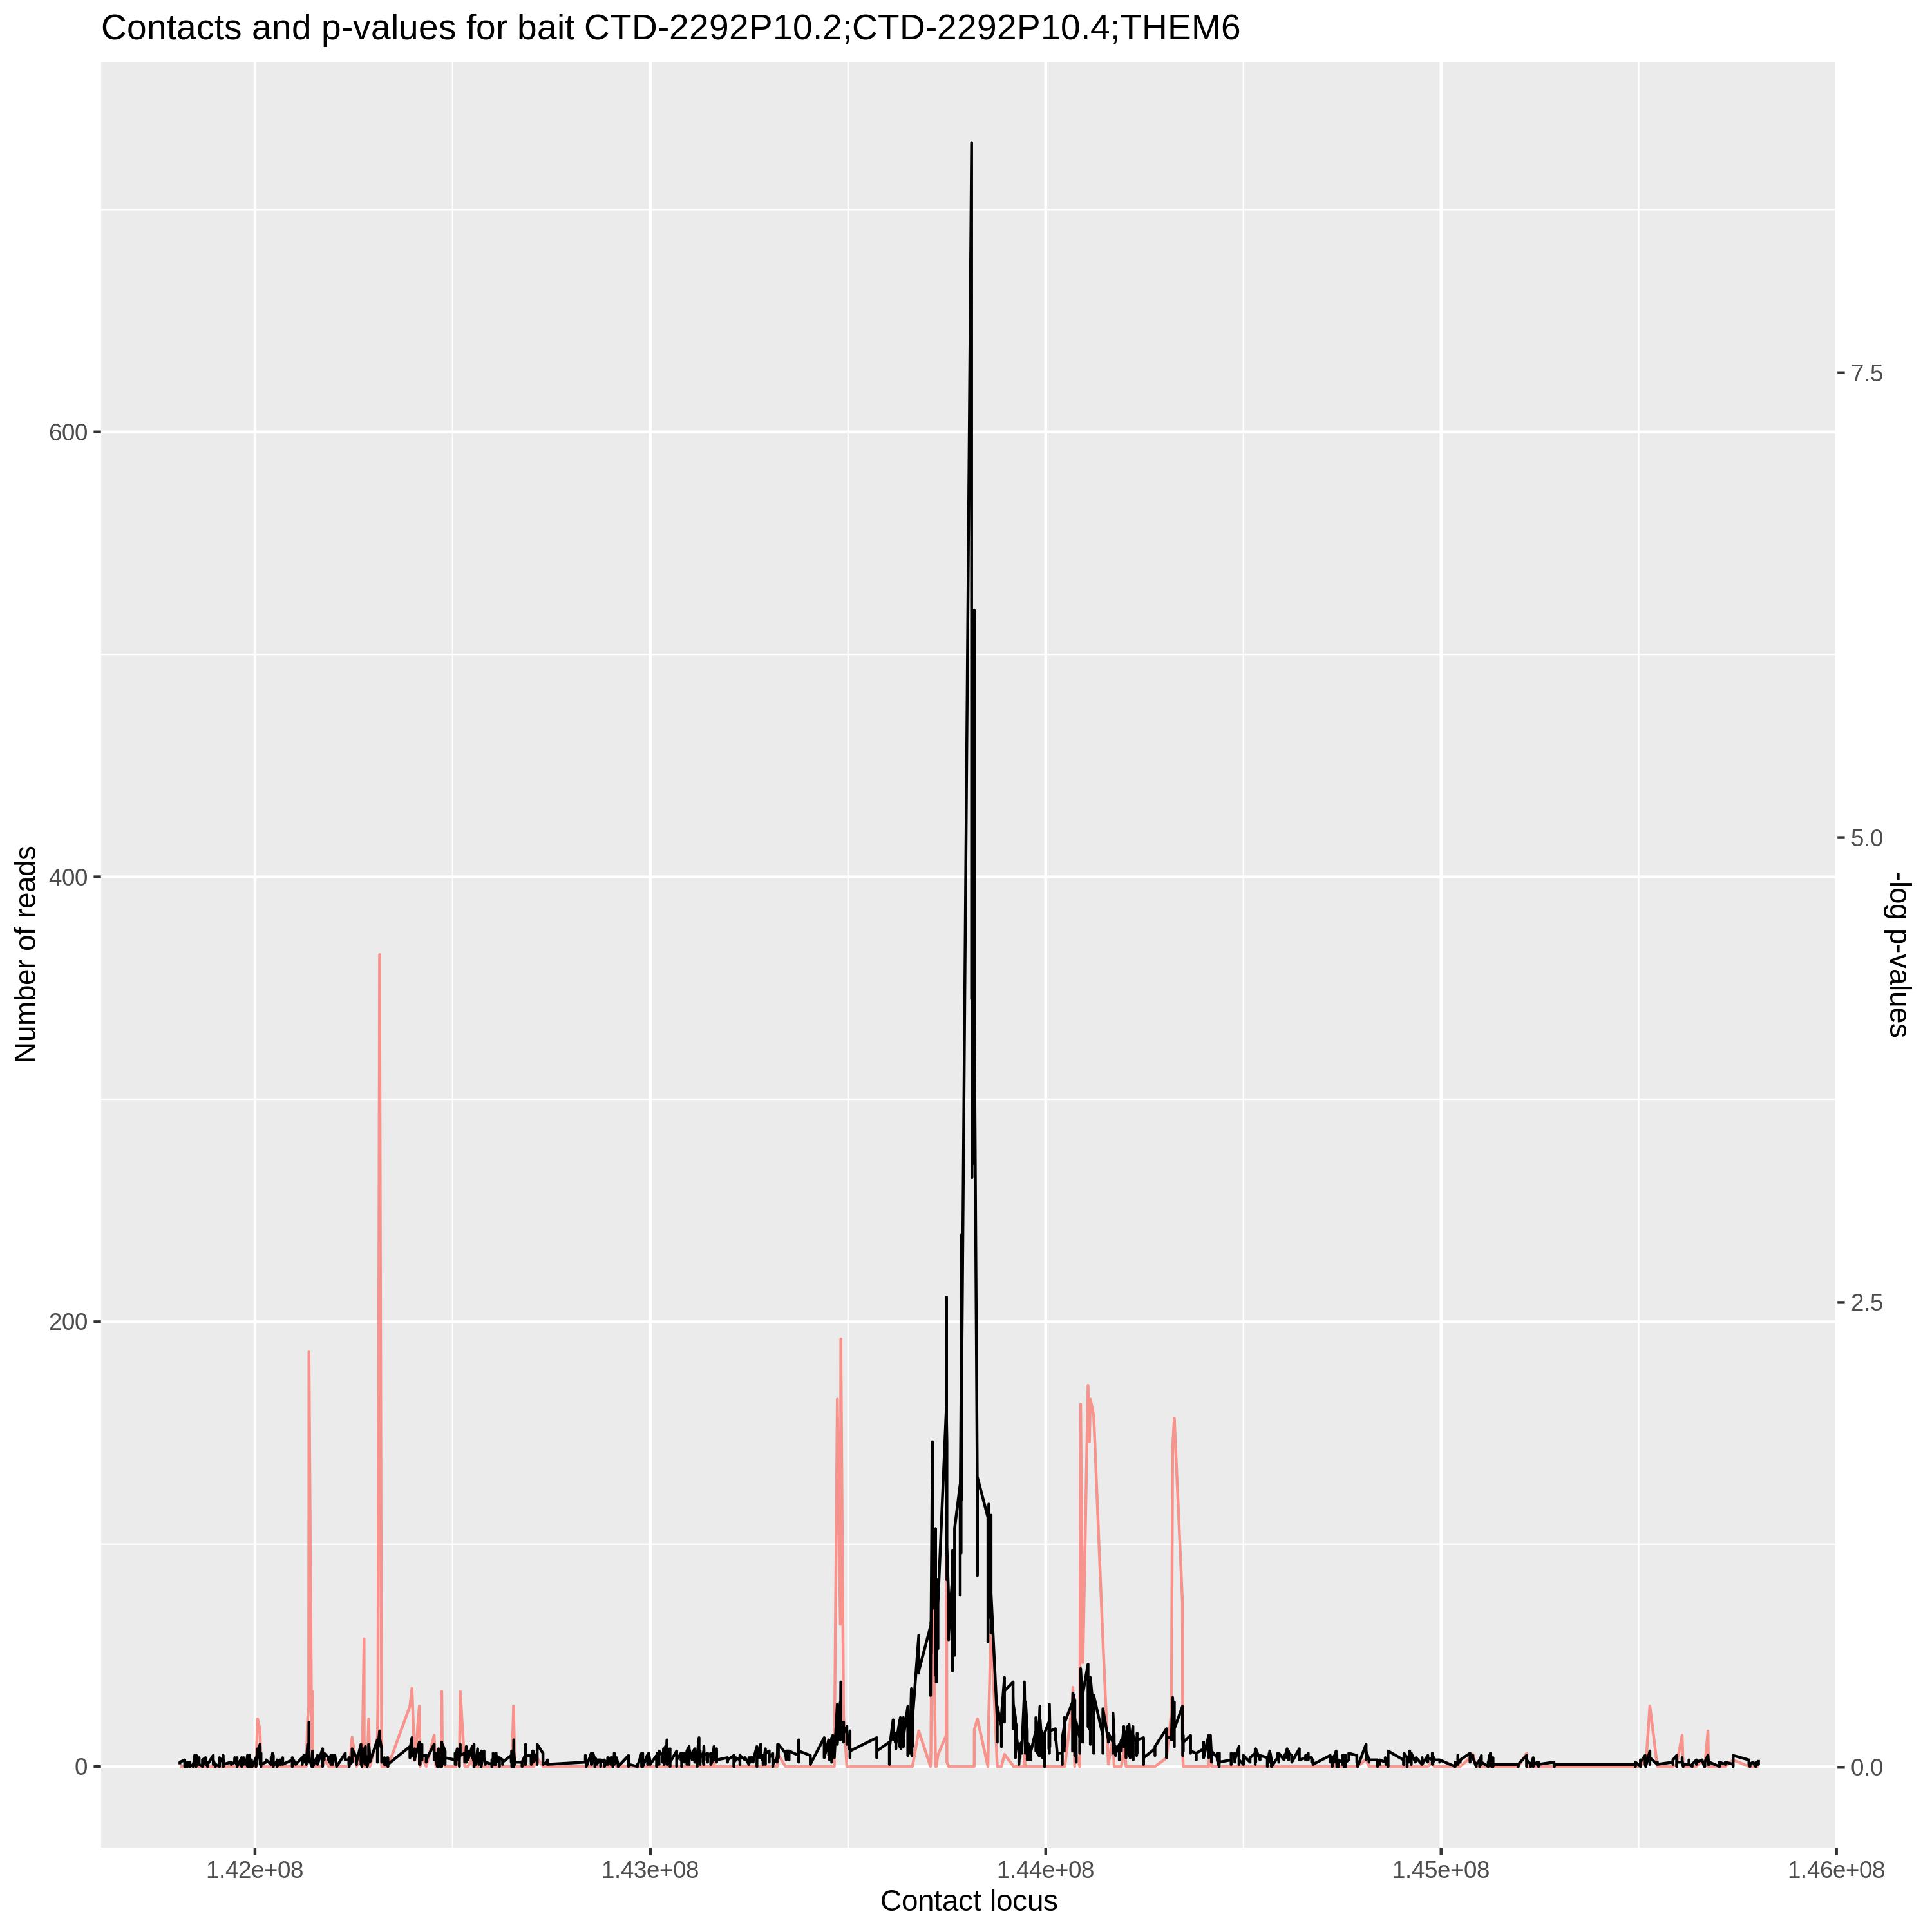 Contacts and p-values for bait CTD-2292P10.2;CTD-2292P10.4;THEM6
Number of reads
600
400
200
0
7.5
5.0
2.5
0.0
-log p-values
1.42e+08
1.43e+08
1.44e+08
1.45e+08
1.46e+08
Contact locus